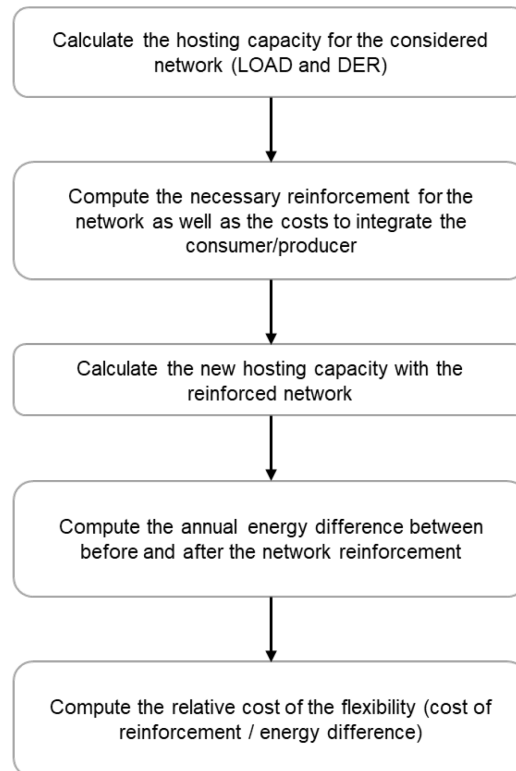 Calculate the hosting capacity for the considered
network (LOAD and DER)
Compute the necessary reinforcement for the
network as well as the costs to integrate the
consumer/producer
Calculate the new hosting capacity with the
reinforced network
Compute the annual energy difference between
before and after the network reinforcement
Compute the relative cost of the flexibility (cost of
reinforcement / energy difference)